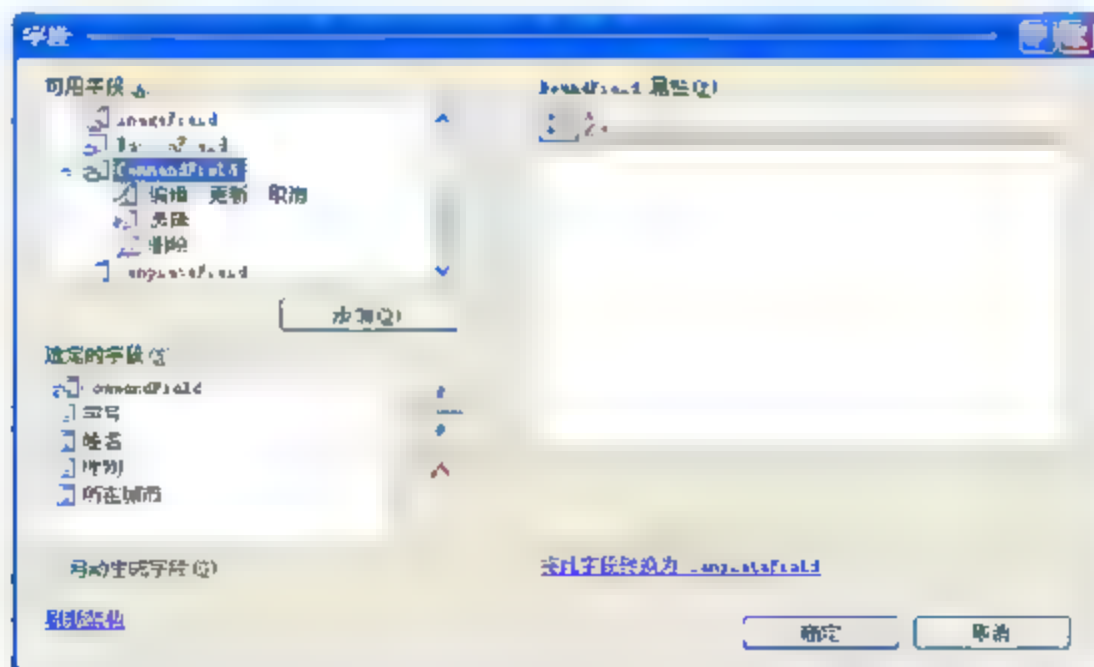 字段
可用字段(A)
BoundField 属性(P)
ImageField
CommandField
编辑、更新、取消
选择
删除
TemplateField
添加(D)
选定的字段(S)
CommandField
学号
姓名
性别
所在城市
自动生成字段(G)
将此字段转换为 TemplateField
刷新架构
确定
取消